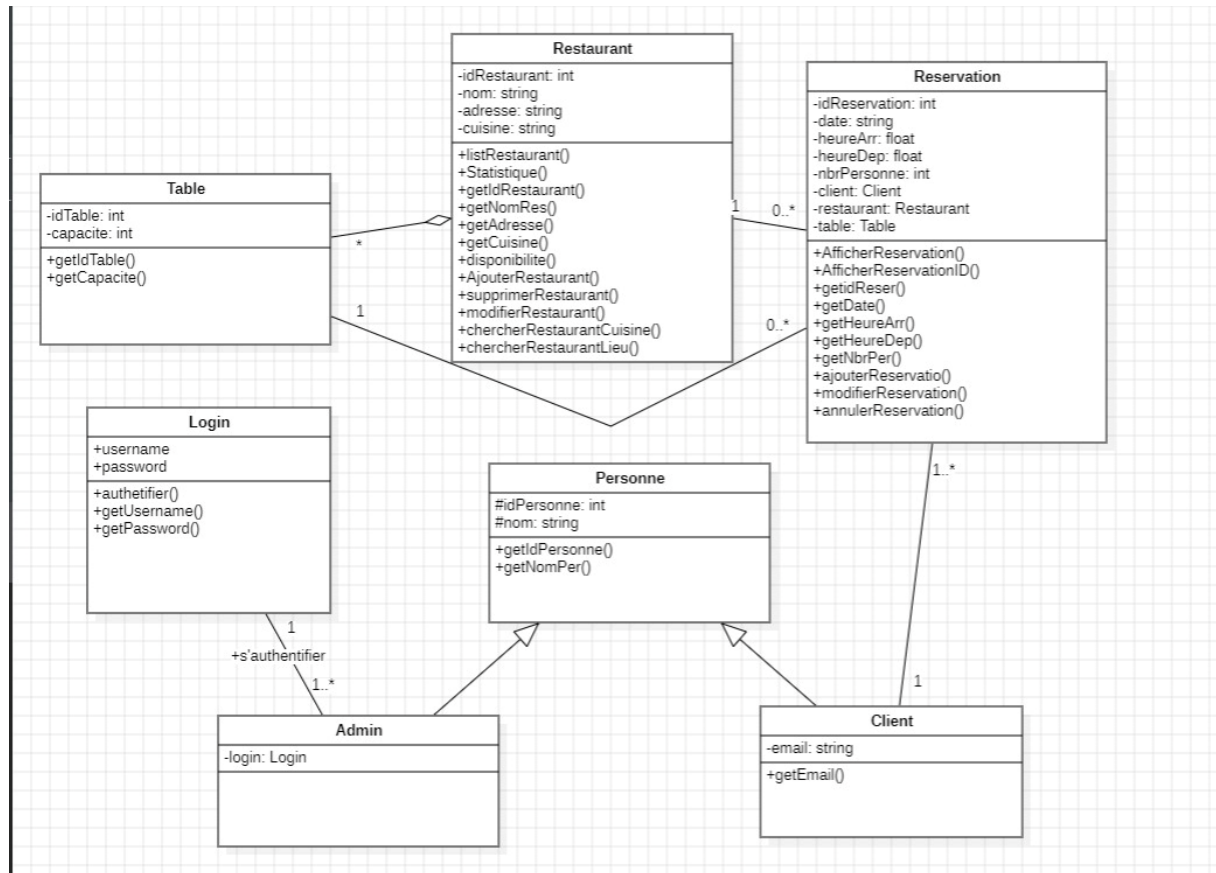 Restaurant
-idRestaurant: int
-nom: string
-adresse: string
-cuisine: string
+listRestaurant()
+Statistique()
+getIdRestaurant()
+getNomRes()
+getAdresse()
+getCuisine()
+disponibilite()
+AjouterRestaurant()
+supprimerRestaurant()
+modifierRestaurant()
+chercherRestaurantCuisine()
+chercherRestaurantLieu()
Reservation
-idReservation: int
-date: string
-heureArr: float
-heureDep: float
-nbrPersonne: int
-client: Client
-restaurant: Restaurant
-table: Table
+AfficherReservation()
+AfficherReservationID()
+getidReser()
+getDate()
+getHeureArr()
+getHeureDep()
+getNbrPer()
+ajouterReservatio()
+modifierReservation()
+annulerReservation()
Table
-idTable: int
-capacite: int
+getIdTable()
+getCapacite()
*
1
0..*
1
0..*
Login
+username
+password
+authetifier()
+getUsername()
+getPassword()
Personne
#idPersonne: int
#nom: string
+getIdPersonne()
+getNomPer()
1
+s'authentifier
1..*
1..*
1
Admin
-login: Login
Client
-email: string
+getEmail()